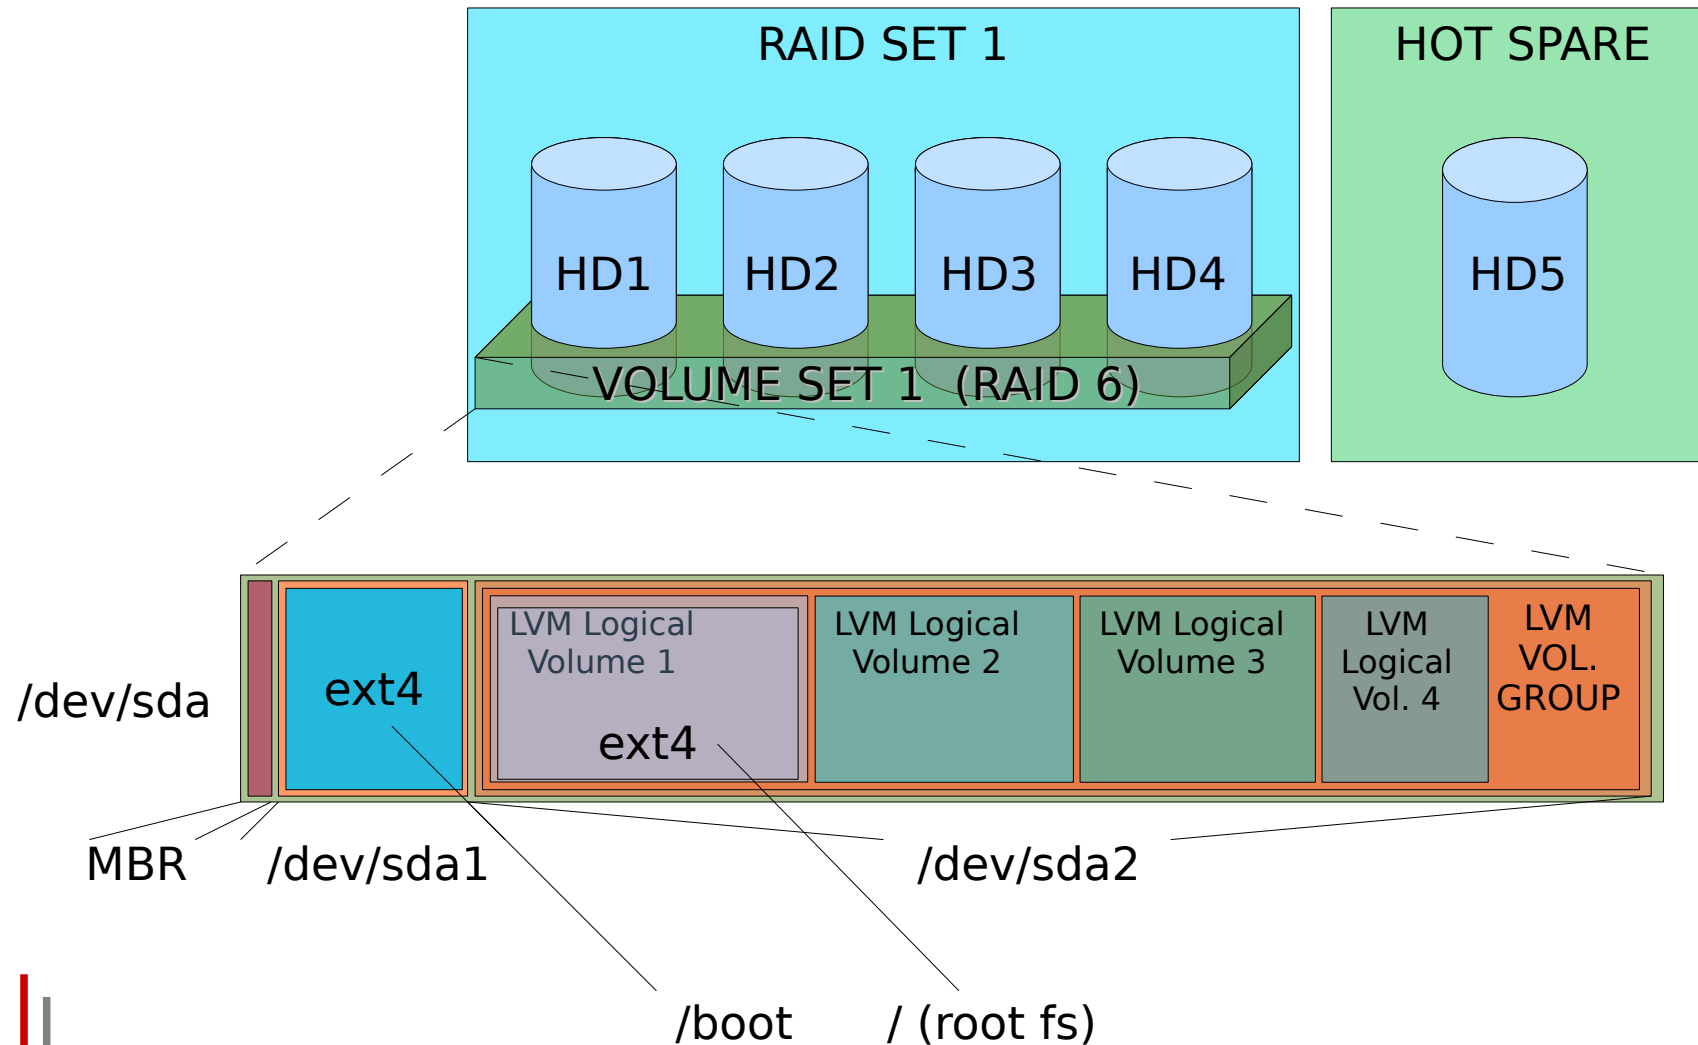 RAID SET 1
HOT SPARE
HD1
HD2
HD3
HD4
HD5
VOLUME SET 1 (RAID 6)
/dev/sda
ext4
LVM Logical
Volume 1
ext4
LVM Logical
Volume 2
LVM Logical
Volume 3
LVM
Logical
Vol. 4
LVM
VOL.
GROUP
MBR
/dev/sda1
/dev/sda2
/boot
/ (root fs)